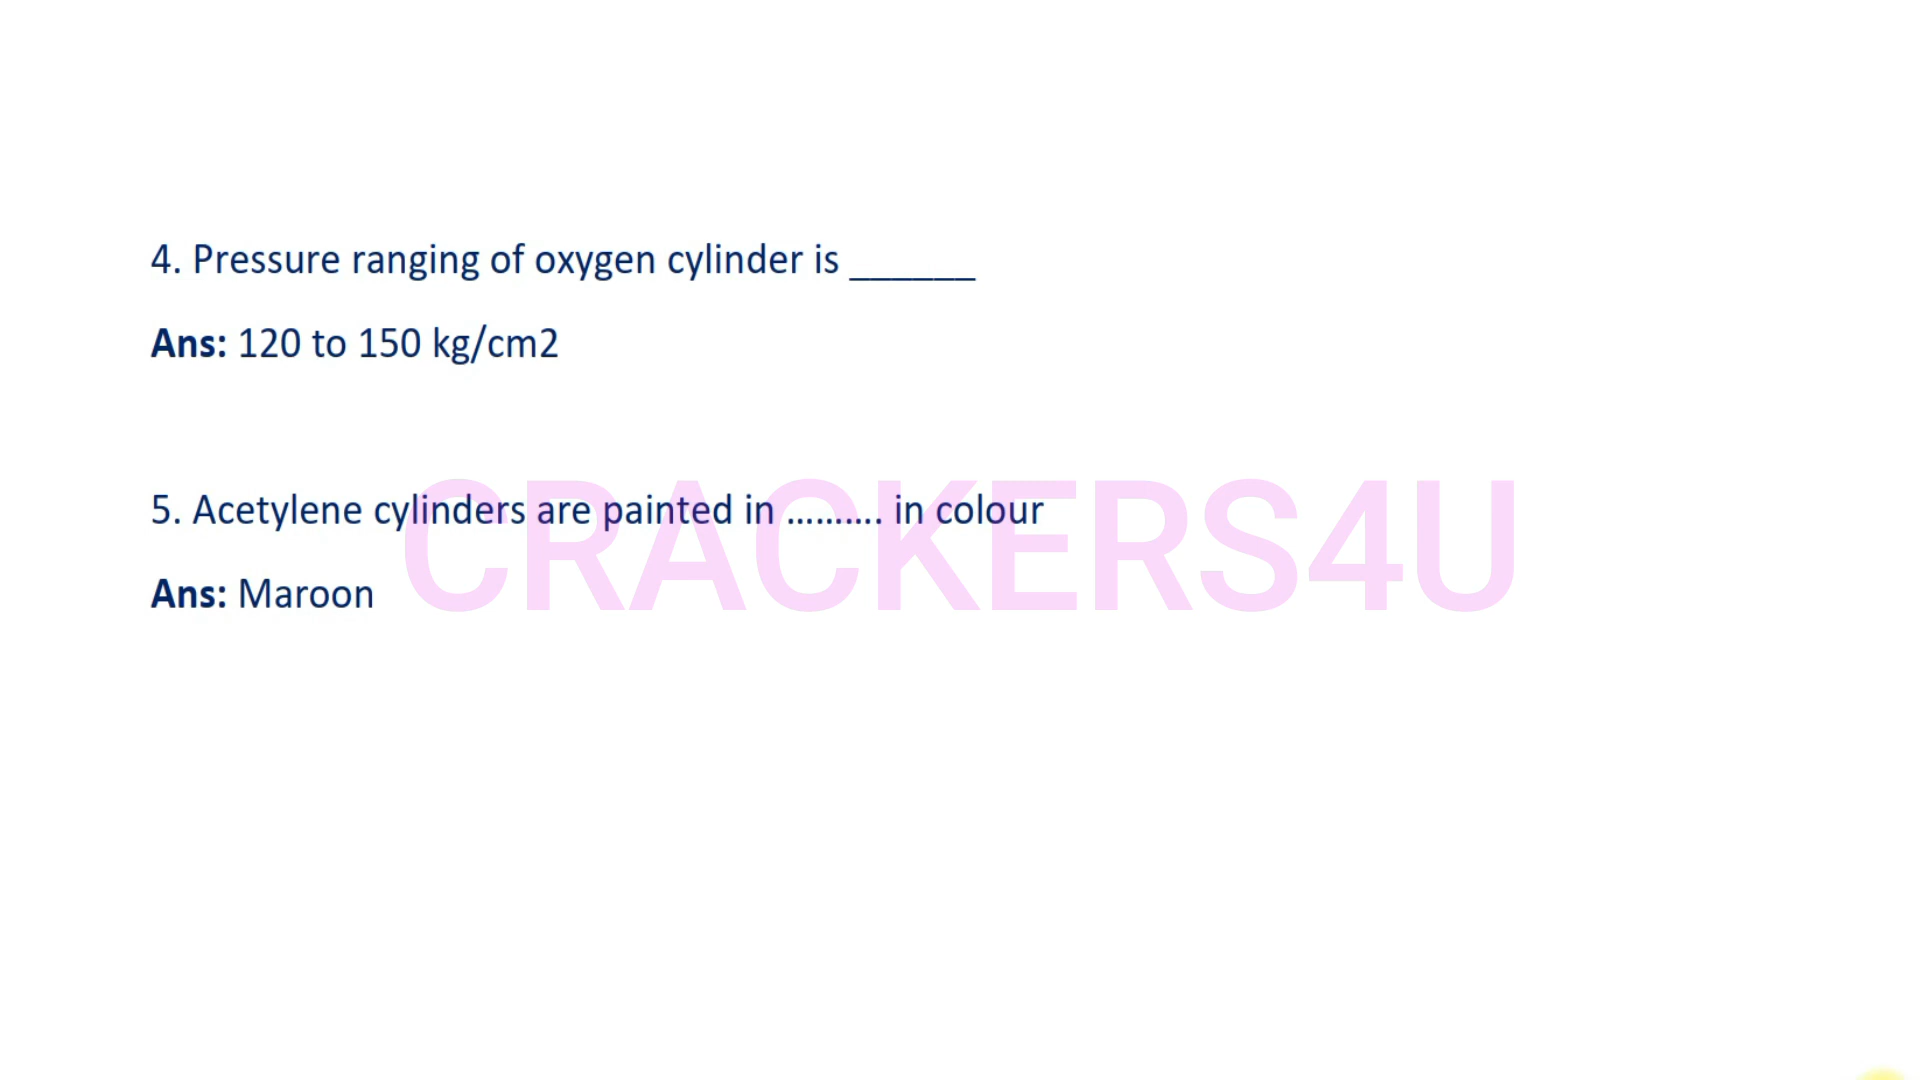 4. Pressure ranging of oxygen cylinder is ______
Ans: 120 to 150 kg/cm2
5. Acetylene cylinders are painted in .......... in colour
Ans: Maroon
CRACKERS4U